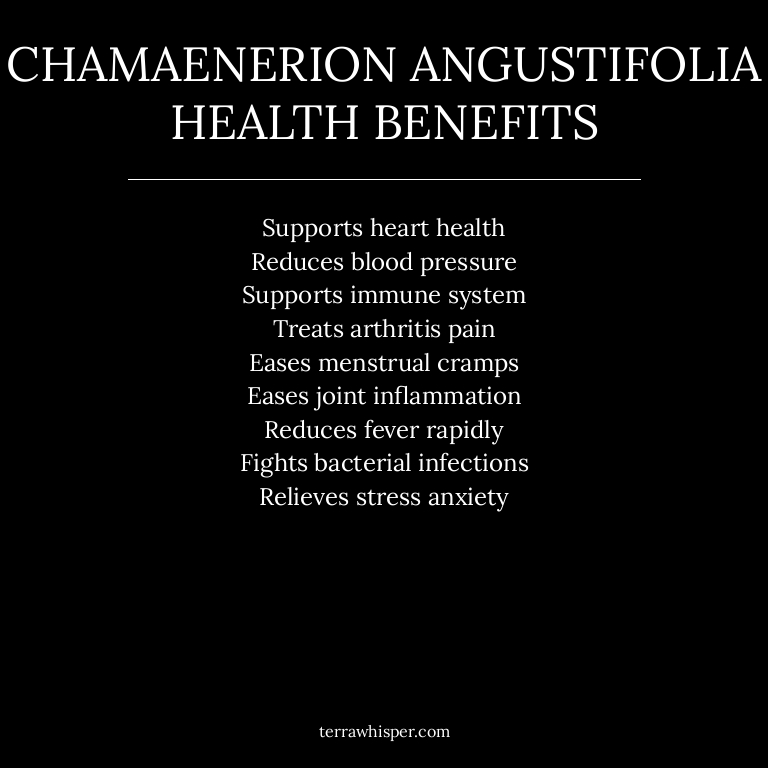 CHAMAENERION ANGUSTIFOLIA
HEALTH BENEFITS
Supports heart health
Reduces blood pressure
Supports immune system
Treats arthritis pain
Eases menstrual cramps
Eases joint inflammation
Reduces fever rapidly
Fights bacterial infections
Relieves stress anxiety
terrawhisper.com